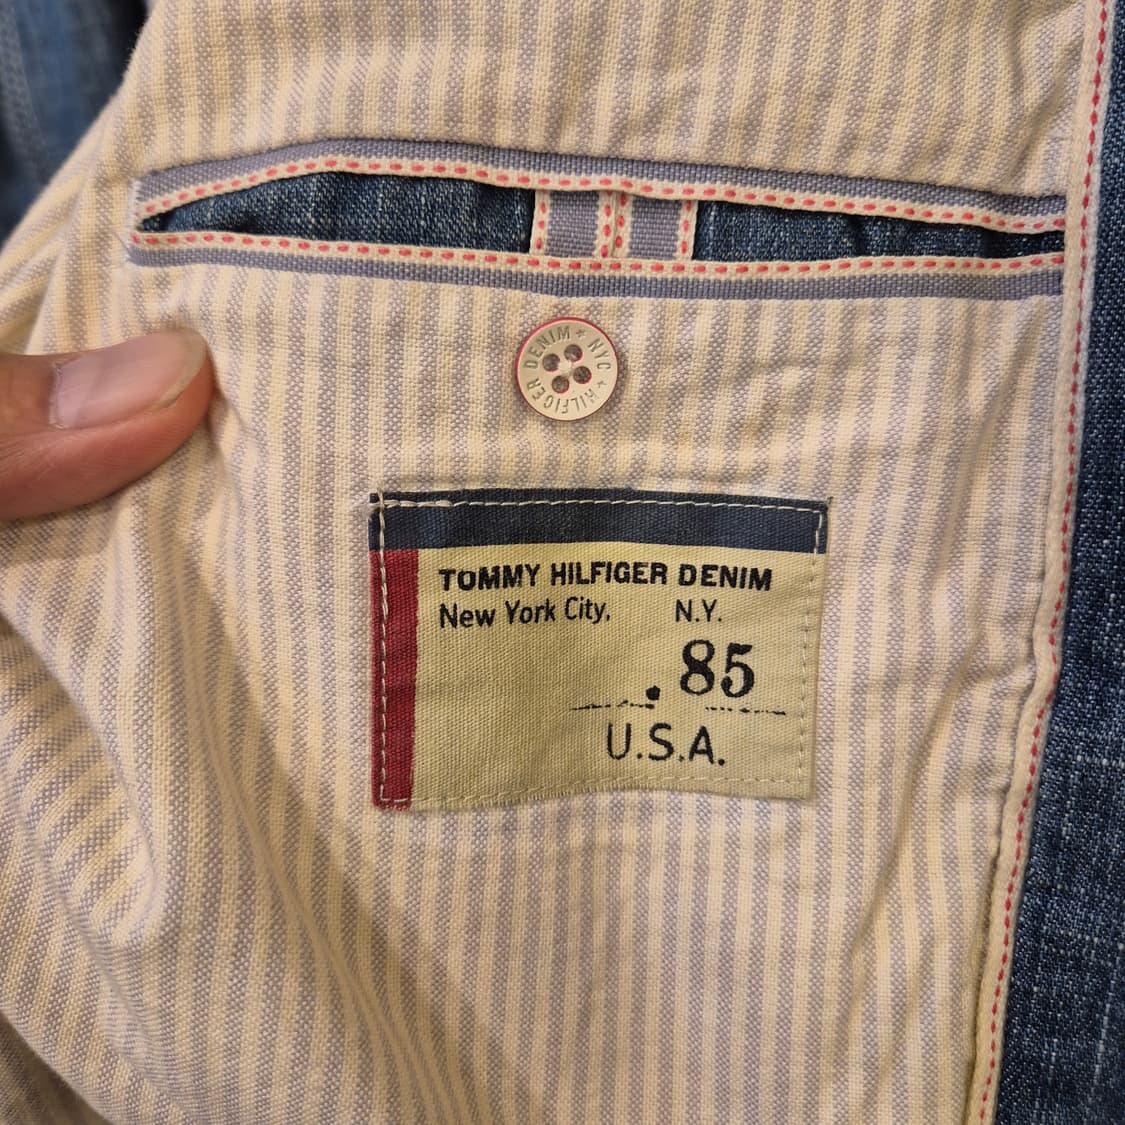 DENIM * NYC * HILFIGER
TOMMY HILFIGER DENIM
New York City, N.Y.
.85
U.S.A.